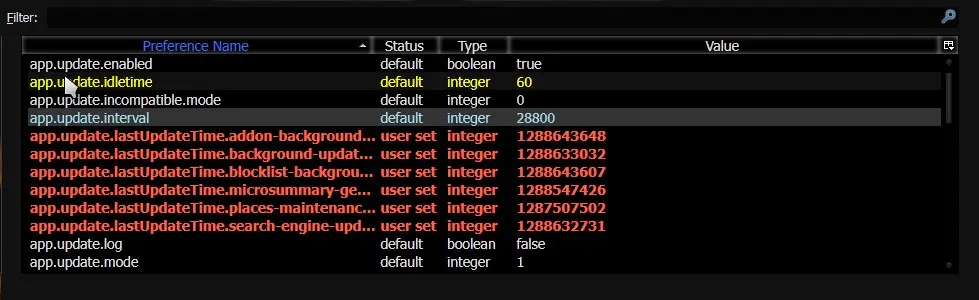 Filter:
Preference Name Status Type Value
app.update.enabled default boolean true
app.update.idletime default integer 60
app.update.incompatible.mode default integer 0
app.update.interval default integer 28800
app.update.lastUpdateTime.addon-background... user set integer 1288643648
app.update.lastUpdateTime.background-updat... user set integer 1288633032
app.update.lastUpdateTime.blocklist-backgro... user set integer 1288643607
app.update.lastUpdateTime.microsummary-ge... user set integer 1288547426
app.update.lastUpdateTime.places-maintenanc... user set integer 1287507502
app.update.lastUpdateTime.search-engine-upd... user set integer 1288632731
app.update.log default boolean false
app.update.mode default integer 1